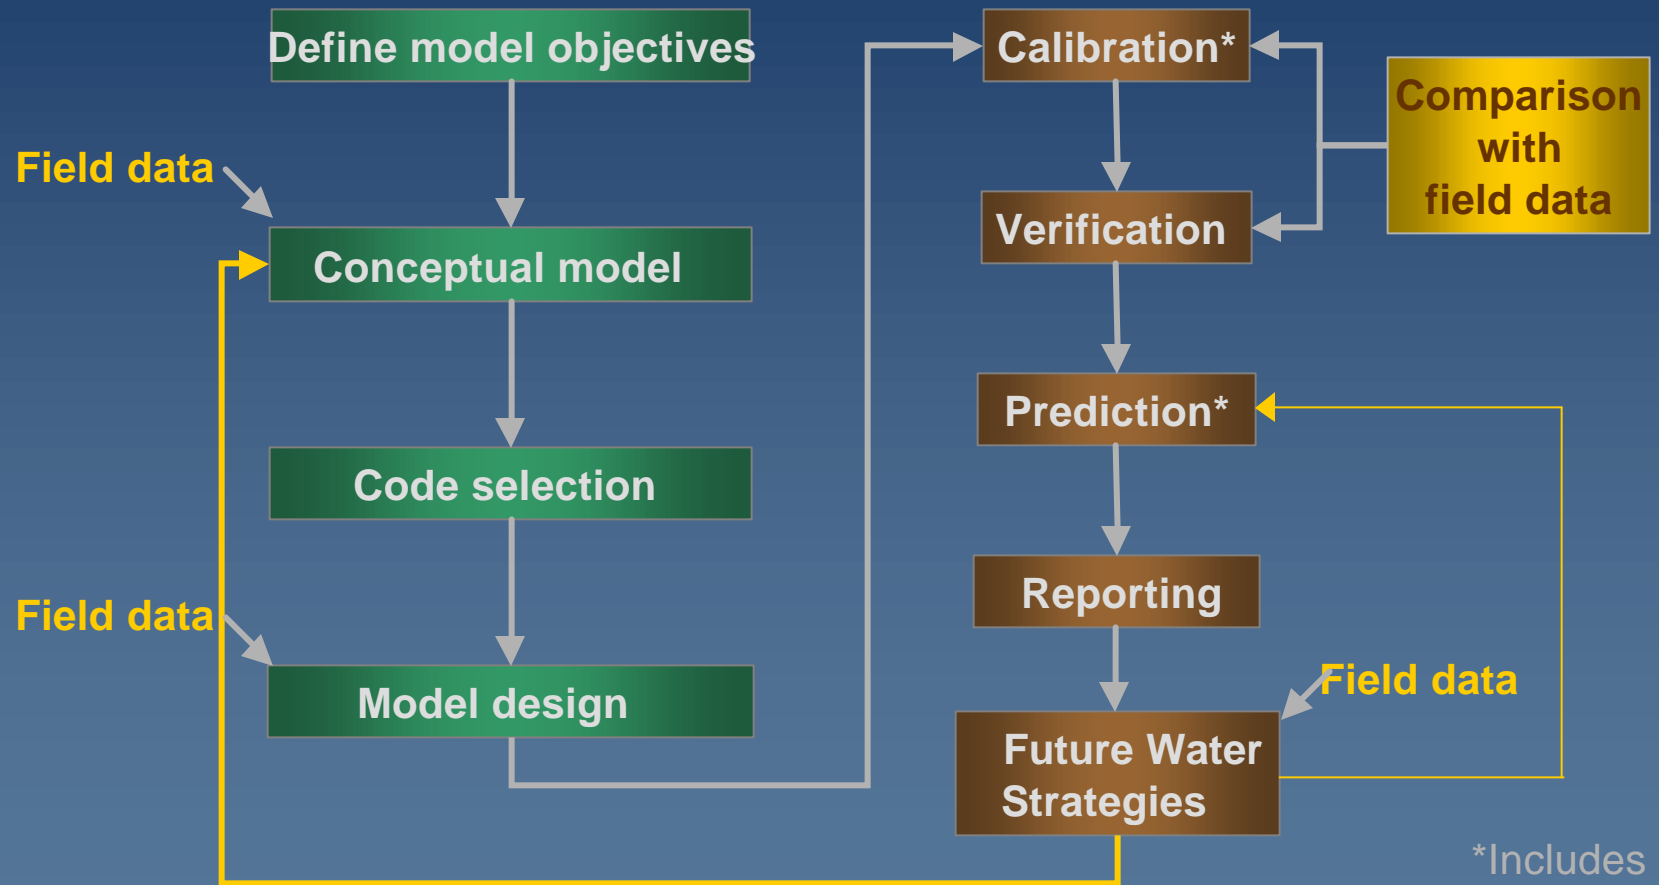 Define model objectives
Field data
Conceptual model
Code selection
Field data
Model design
Calibration*
Comparison
with
field data
Verification
Prediction*
Reporting
Field data
Future Water
Strategies
*Includes